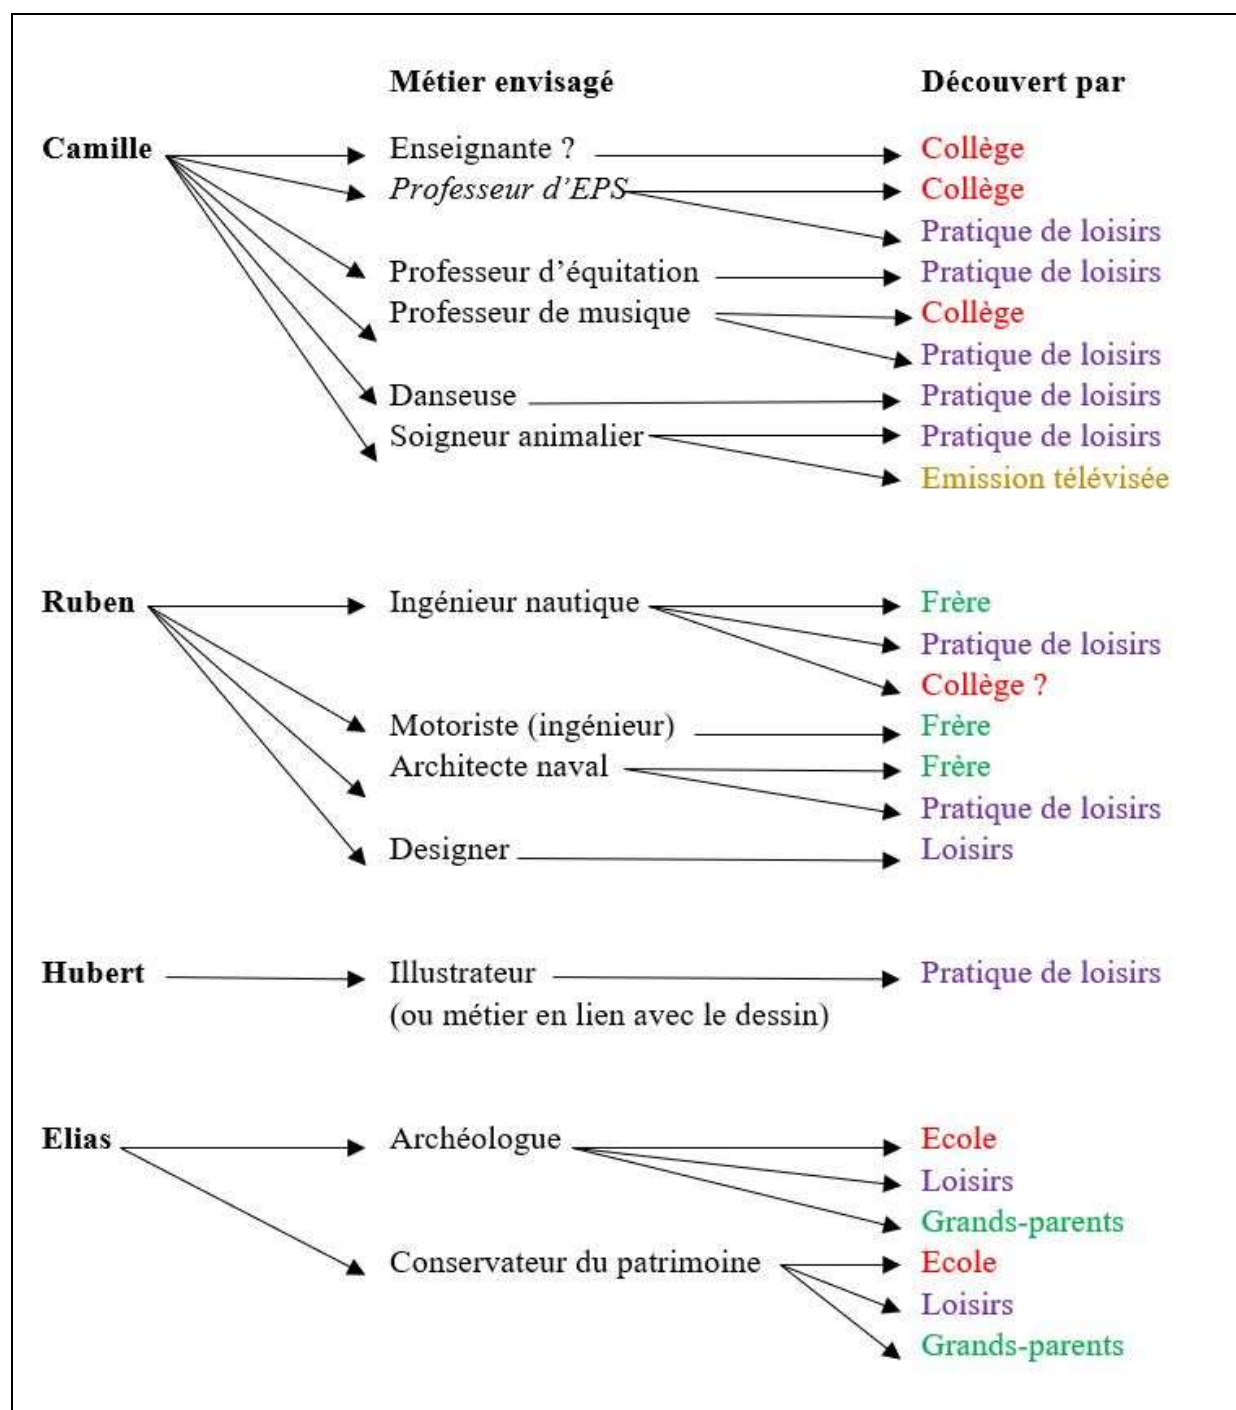 Métier envisagé Découvert par
Camille Enseignante ? Collège
Professeur d'EPS Collège
Pratique de loisirs
Professeur d'équitation Pratique de loisirs
Professeur de musique Collège
Pratique de loisirs
Danseuse Pratique de loisirs
Soigneur animalier Pratique de loisirs
Emission télévisée
Ruben Ingénieur nautique Frère
Pratique de loisirs
Collège ?
Motoriste (ingénieur) Frère
Architecte naval Frère
Pratique de loisirs
Designer Loisirs
Hubert Illustrateur Pratique de loisirs
(ou métier en lien avec le dessin)
Elias Archéologue Ecole
Loisirs
Grands-parents
Conservateur du patrimoine Ecole
Loisirs
Grands-parents